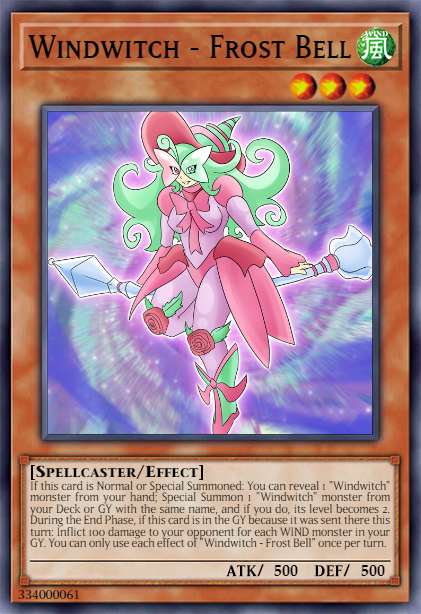 Windwitch - Frost Bell
WIND
風
[Spellcaster/Effect]
If this card is Normal or Special Summoned: You can reveal 1 "Windwitch"
monster from your hand; Special Summon 1 "Windwitch" monster from
your Deck or GY with the same name, and if you do, its level becomes 2.
During the End Phase, if this card is in the GY because it was sent there this
turn: Inflict 100 damage to your opponent for each WIND monster in your
GY. You can only use each effect of "Windwitch - Frost Bell" once per turn.
ATK/ 500 DEF/ 500
334000061